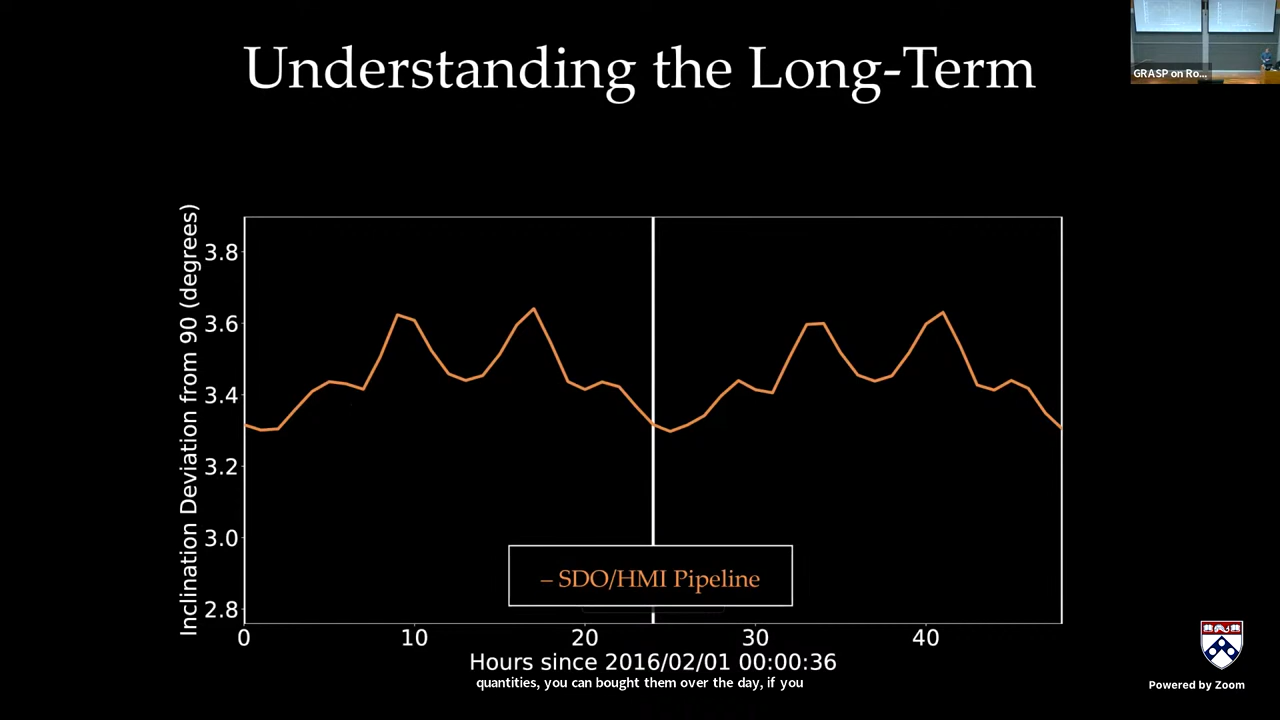 Understanding the Long-Term
GRASP on Ro...
Inclination Deviation from 90 (degrees)
3.8
3.6
3.4
3.2
3.0
2.8
– SDO/HMI Pipeline
0 10 20 30 40
Hours since 2016/02/01 00:00:36
quantities, you can bought them over the day, if you
Powered by Zoom